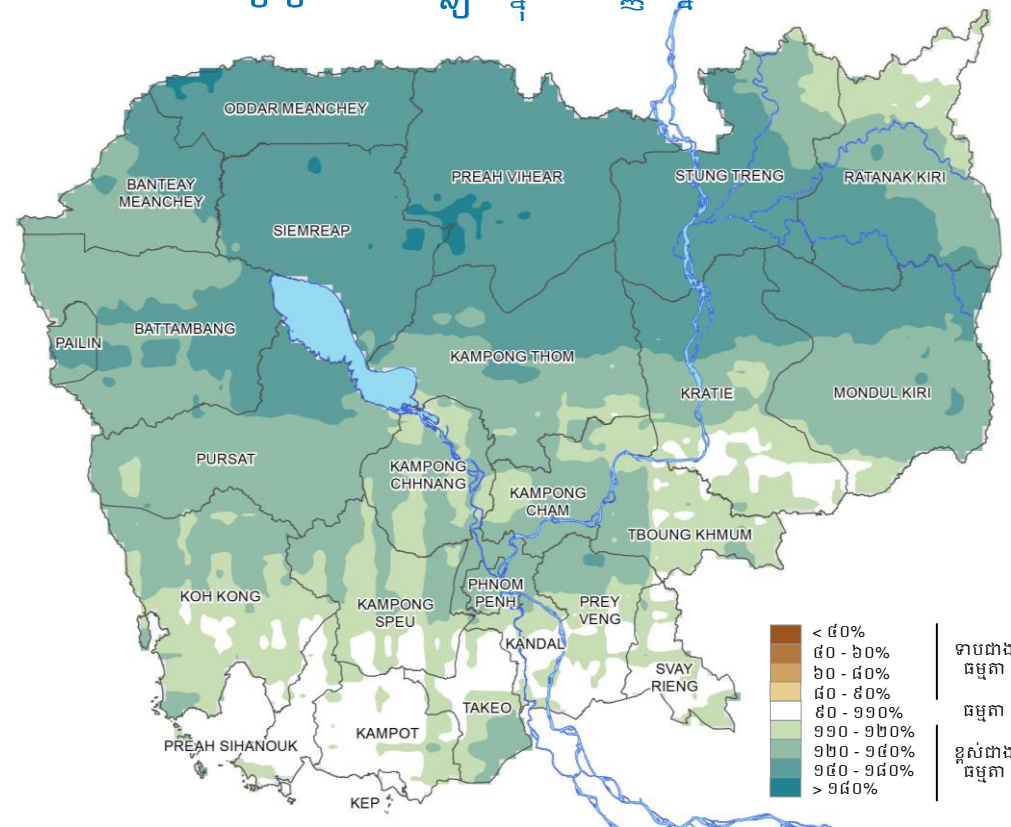 ODDAR MEANCHEY
PREAH VIHEAR
STUNG TRENG
RATANAK KIRI
BANTEAY
MEANCHEY
SIEMREAP
BATTAMBANG
PAILIN
KAMPONG THOM
KRATIE
MONDUL KIRI
PURSAT
KAMPONG
CHHNANG
KAMPONG
CHAM
TBOUNG KHMUM
KOH KONG
KAMPONG
SPEU
PHNOM
PENH
PREY
VENG
KANDAL
SVAY
RIENG
TAKEO
KAMPOT
PREAH SIHANOUK
KEP
< ៤០%
៤០ - ៦០%
៦០ - ៨០%
៨០ - ៩០%
៩០ - ១១០%
១១០ - ១២០%
១២០ - ១៤០%
១៤០ - ១៨០%
> ១៨០%
ទាបជាង
ធម្មតា
ធម្មតា
ខ្ពស់ជាង
ធម្មតា